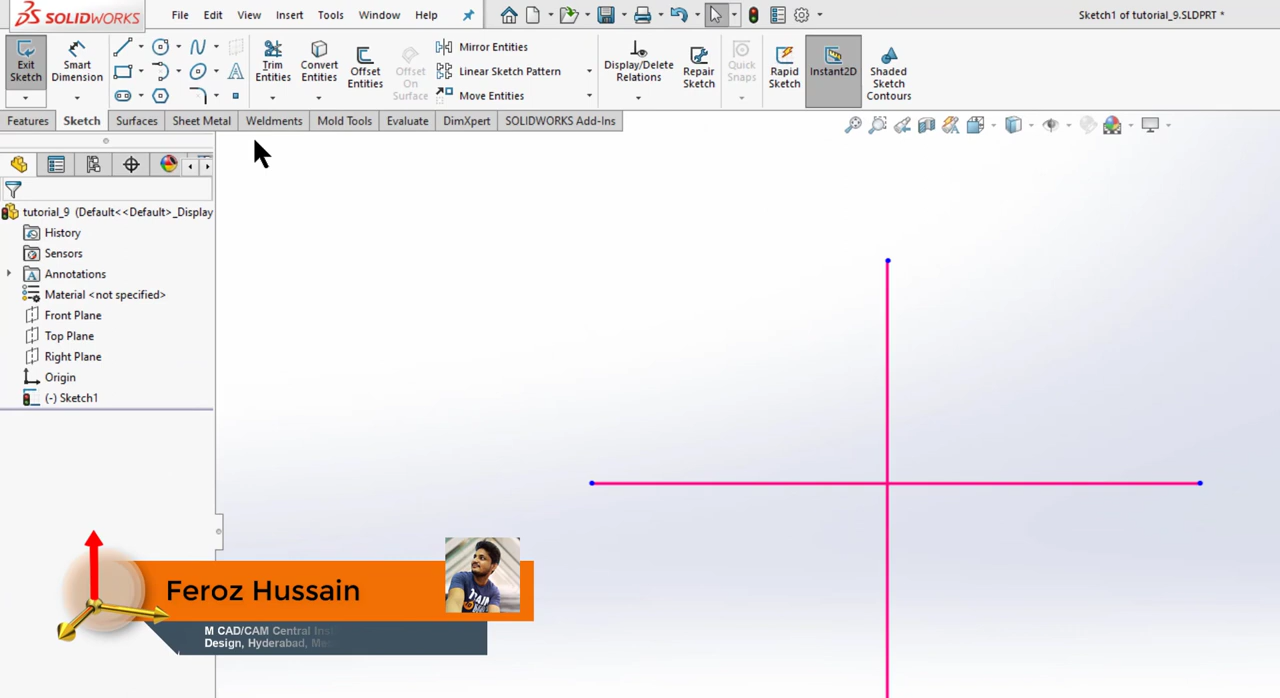 SOLIDWORKS
File Edit View Insert Tools Window Help
Sketch1 of tutorial_9.SLDPRT *
Exit Sketch
Smart Dimension
Trim Entities
Convert Entities
Offset Entities
Offset On Surface
Mirror Entities
Linear Sketch Pattern
Move Entities
Display/Delete Relations
Repair Sketch
Quick Snaps
Rapid Sketch
Instant2D
Shaded Sketch Contours
Features Sketch Surfaces Sheet Metal Weldments Mold Tools Evaluate DimXpert SOLIDWORKS Add-Ins
tutorial_9 (Default<<Default>_Display
History
Sensors
Annotations
Material <not specified>
Front Plane
Top Plane
Right Plane
Origin
(-) Sketch1
Feroz Hussain
M CAD/CAM Central
Design, Hyderabad,